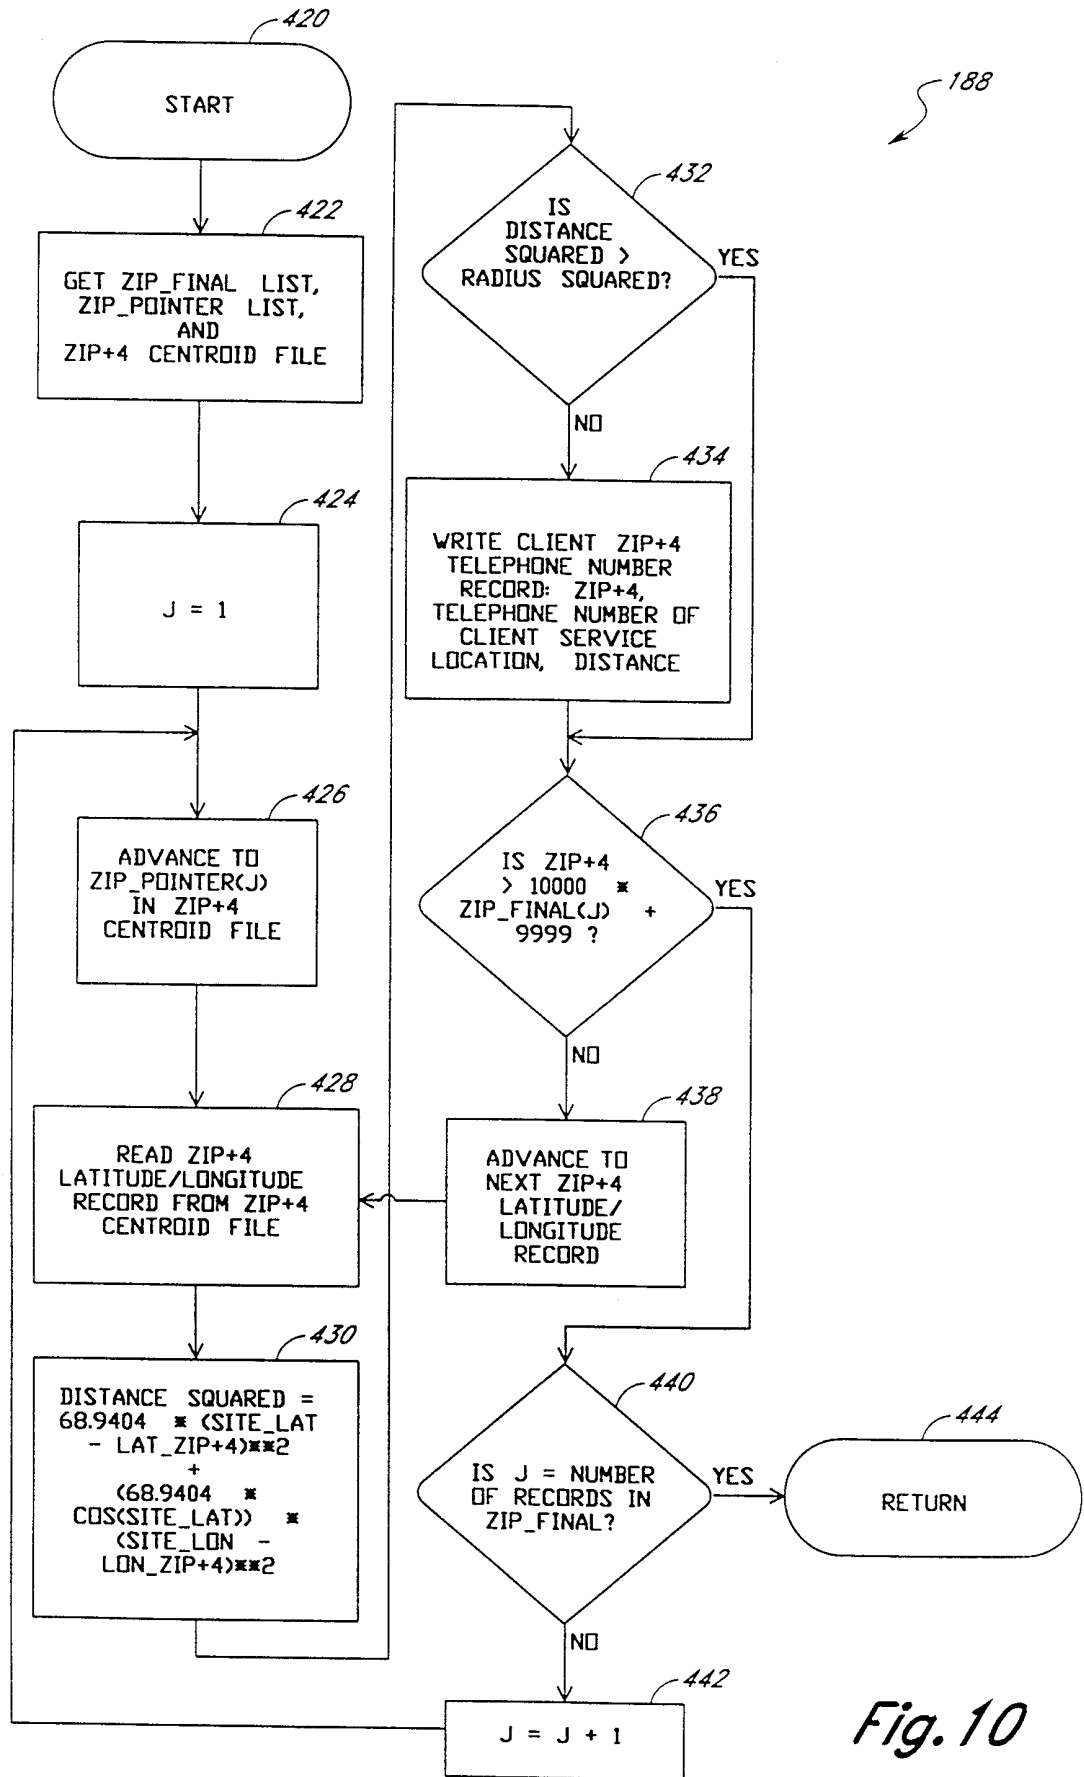 420
START
422
GET ZIP_FINAL LIST,
ZIP_POINTER LIST,
AND
ZIP+4 CENTROID FILE
424
J = 1
426
ADVANCE TO
ZIP_POINTER(J)
IN ZIP+4
CENTROID FILE
428
READ ZIP+4
LATITUDE/LONGITUDE
RECORD FROM ZIP+4
CENTROID FILE
430
DISTANCE SQUARED =
68.9404 * (SITE_LAT
- LAT_ZIP+4)**2
+
(68.9404 *
COS(SITE_LAT)) *
(SITE_LON -
LON_ZIP+4)**2
188
432
IS
DISTANCE
SQUARED >
RADIUS SQUARED?
YES
NO
434
WRITE CLIENT ZIP+4
TELEPHONE NUMBER
RECORD: ZIP+4,
TELEPHONE NUMBER OF
CLIENT SERVICE
LOCATION, DISTANCE
436
IS ZIP+4
> 10000 *
ZIP_FINAL(J) +
9999 ?
YES
NO
438
ADVANCE TO
NEXT ZIP+4
LATITUDE/
LONGITUDE
RECORD
440
IS J = NUMBER
OF RECORDS IN
ZIP_FINAL?
YES
444
RETURN
NO
442
J = J + 1
Fig. 10